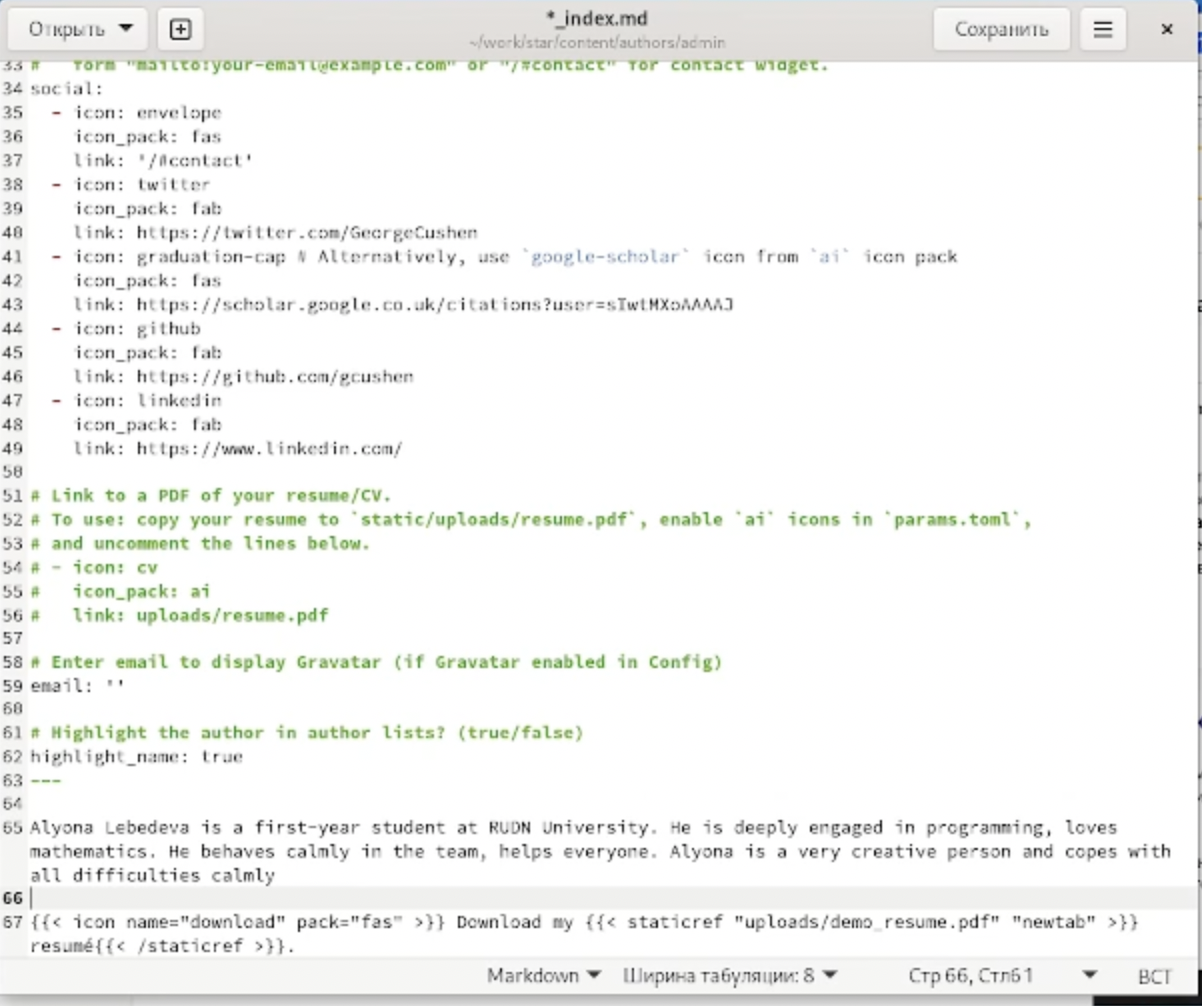 Открыть
*_index.md
~/work/star/content/authors/admin
Сохранить
33 #   form "mailto:your-email@example.com" or "/#contact" for contact widget.
34 social:
35   - icon: envelope
36     icon_pack: fas
37     link: '/#contact'
38   - icon: twitter
39     icon_pack: fab
40     link: https://twitter.com/GeorgeCushen
41   - icon: graduation-cap # Alternatively, use `google-scholar` icon from `ai` icon pack
42     icon_pack: fas
43     link: https://scholar.google.co.uk/citations?user=sIwtMXoAAAAJ
44   - icon: github
45     icon_pack: fab
46     link: https://github.com/gcushen
47   - icon: linkedin
48     icon_pack: fab
49     link: https://www.linkedin.com/
50
51 # Link to a PDF of your resume/CV.
52 # To use: copy your resume to `static/uploads/resume.pdf`, enable `ai` icons in `params.toml`,
53 # and uncomment the lines below.
54 # - icon: cv
55 #   icon_pack: ai
56 #   link: uploads/resume.pdf
57
58 # Enter email to display Gravatar (if Gravatar enabled in Config)
59 email: ''
60
61 # Highlight the author in author lists? (true/false)
62 highlight_name: true
63 ---
64
65 Alyona Lebedeva is a first-year student at RUDN University. He is deeply engaged in programming, loves
mathematics. He behaves calmly in the team, helps everyone. Alyona is a very creative person and copes with
all difficulties calmly
66
67 {{< icon name="download" pack="fas" >}} Download my {{< staticref "uploads/demo_resume.pdf" "newtab" >}}
resumé{{< /staticref >}}.
Markdown Ширина табуляции: 8 Стр 66, Стлб 1 ВСТ